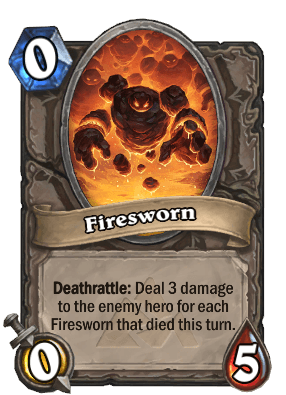 0
Firesworn
Deathrattle: Deal 3 damage
to the enemy hero for each
Firesworn that died this turn.
0
5